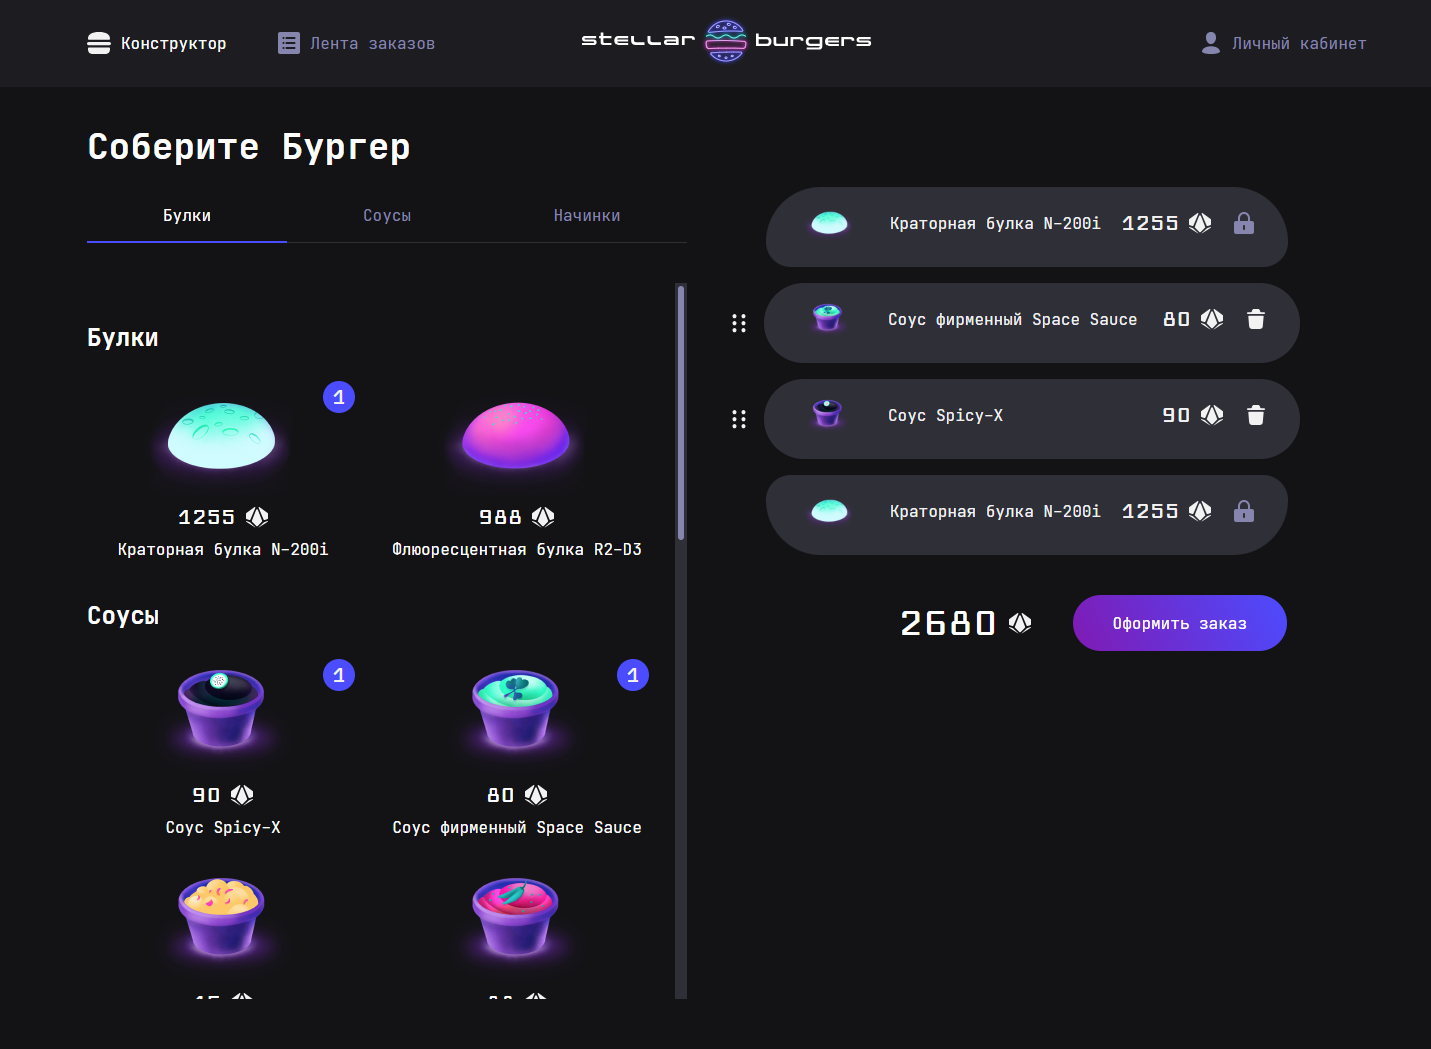 Конструктор
Лента заказов
stellar burgers
Личный кабинет
Соберите Бургер
Булки
Соусы
Начинки
Булки
1
1255
988
Краторная булка N-200i
Флюоресцентная булка R2-D3
Соусы
1
1
90
80
Соус Spicy-X
Соус фирменный Space Sauce
Краторная булка N-200i 1255
Соус фирменный Space Sauce 80
Соус Spicy-X 90
Краторная булка N-200i 1255
2680
Оформить заказ